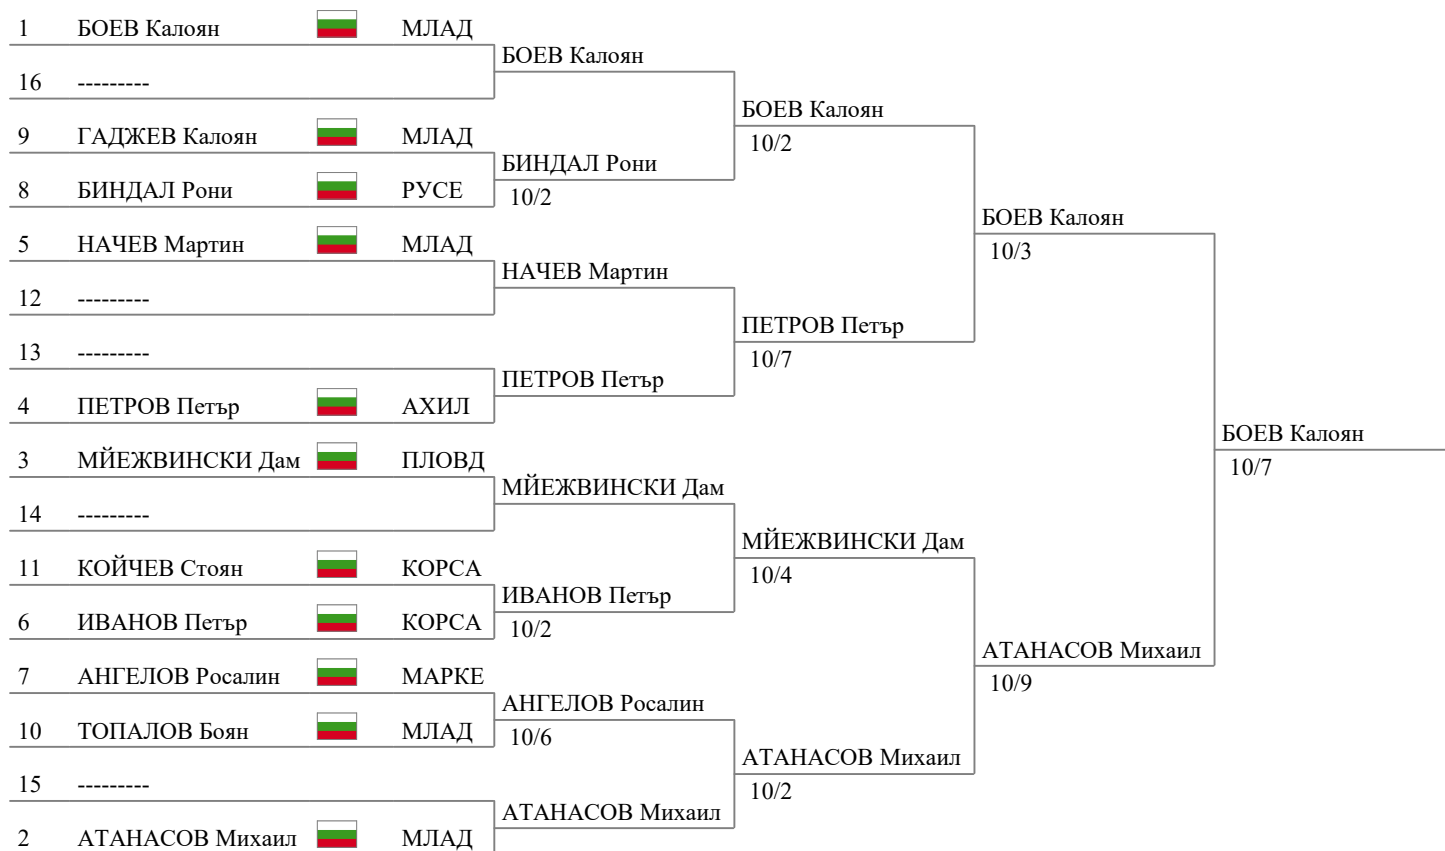 1 БОЕВ Калоян МЛАД
БОЕВ Калоян
16 ---------
БОЕВ Калоян
10/2
9 ГАДЖЕВ Калоян МЛАД
БИНДАЛ Рони
10/2
8 БИНДАЛ Рони РУСЕ
БОЕВ Калоян
10/3
5 НАЧЕВ Мартин МЛАД
НАЧЕВ Мартин
12 ---------
ПЕТРОВ Петър
10/7
13 ---------
ПЕТРОВ Петър
4 ПЕТРОВ Петър АХИЛ
БОЕВ Калоян
10/7
3 МЙЕЖВИНСКИ Дам ПЛОВД
МЙЕЖВИНСКИ Дам
14 ---------
МЙЕЖВИНСКИ Дам
10/4
11 КОЙЧЕВ Стоян КОРСА
ИВАНОВ Петър
10/2
6 ИВАНОВ Петър КОРСА
АТАНАСОВ Михаил
10/9
7 АНГЕЛОВ Росалин МАРКЕ
АНГЕЛОВ Росалин
10/6
10 ТОПАЛОВ Боян МЛАД
АТАНАСОВ Михаил
10/2
15 ---------
АТАНАСОВ Михаил
2 АТАНАСОВ Михаил МЛАД